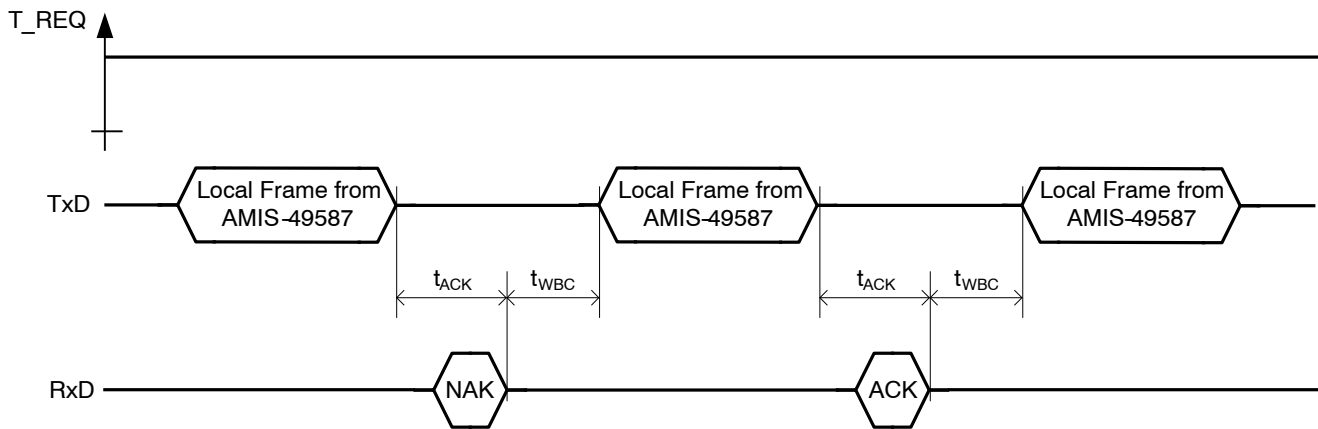 T_REQ
TxD
Local Frame from
AMIS-49587
Local Frame from
AMIS-49587
Local Frame from
AMIS-49587
tACK
tWBC
tACK
tWBC
RxD
NAK
ACK